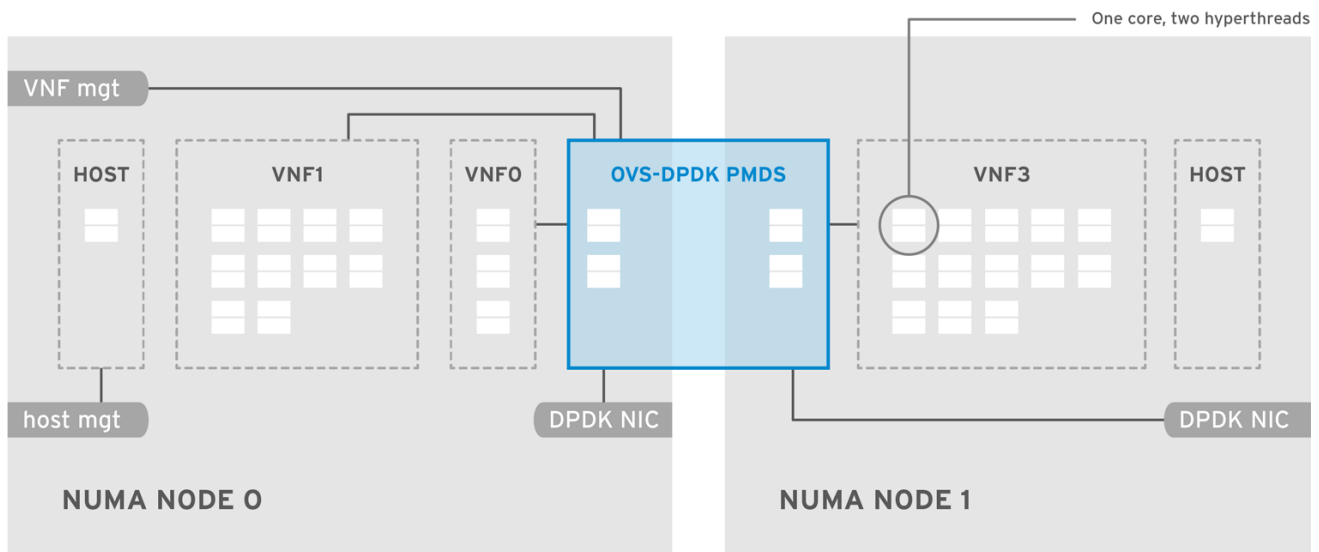 One core, two hyperthreads
VNF mgt
HOST
VNF1
VNF0
OVS-DPDK PMDS
VNF3
HOST
host mgt
DPDK NIC
DPDK NIC
NUMA NODE 0
NUMA NODE 1